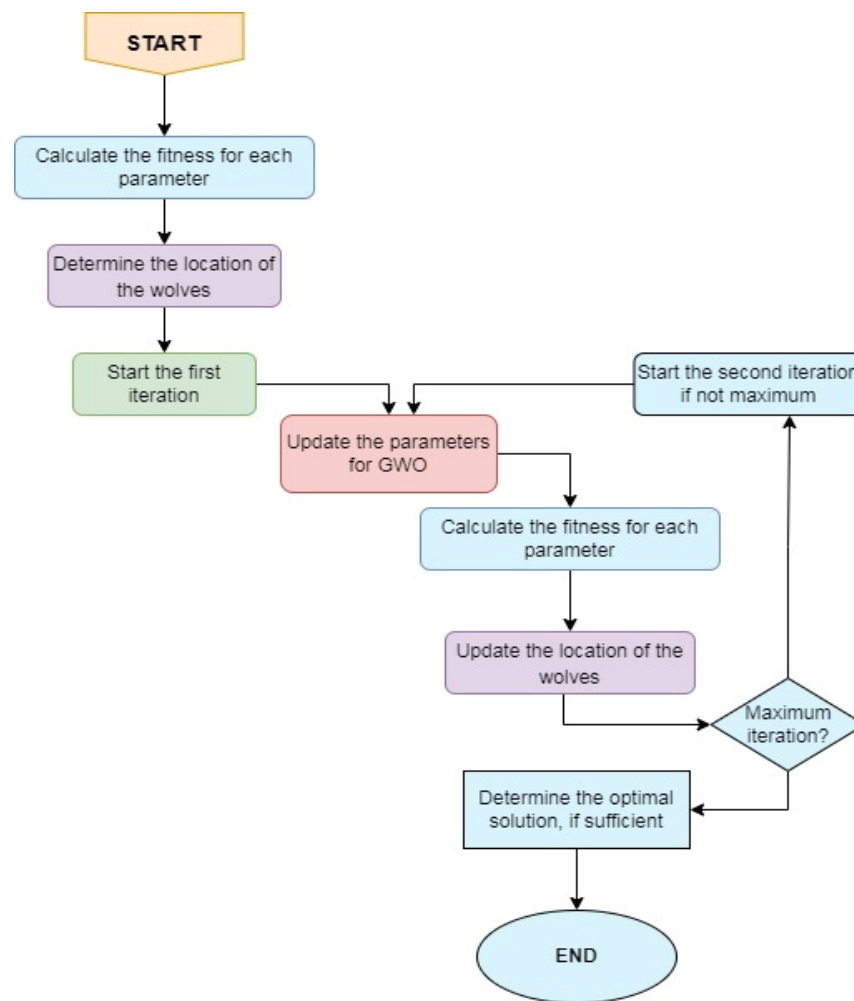 START
Calculate the fitness for each
parameter
Determine the location of
the wolves
Start the first
iteration
Start the second iteration
if not maximum
Update the parameters
for GWO
Calculate the fitness for each
parameter
Update the location of the
wolves
Maximum
iteration?
Determine the optimal
solution, if sufficient
END